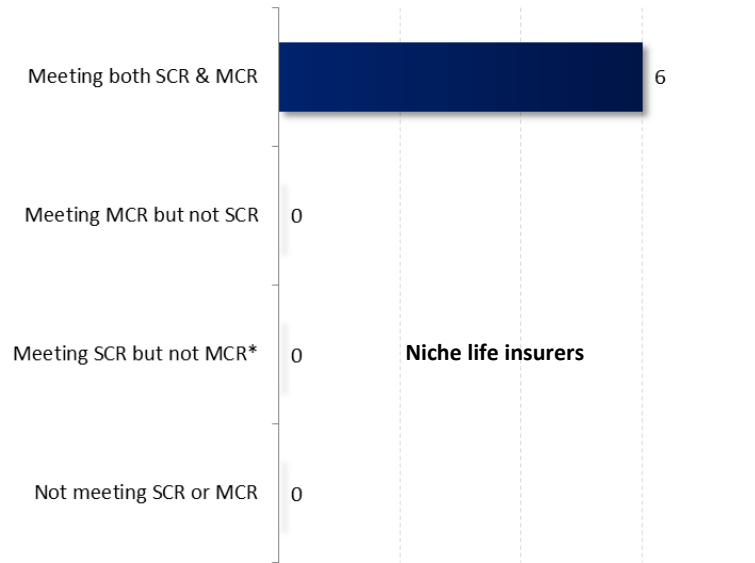 Meeting both SCR & MCR 6
Meeting MCR but not SCR 0
Meeting SCR but not MCR* 0
Niche life insurers
Not meeting SCR or MCR 0